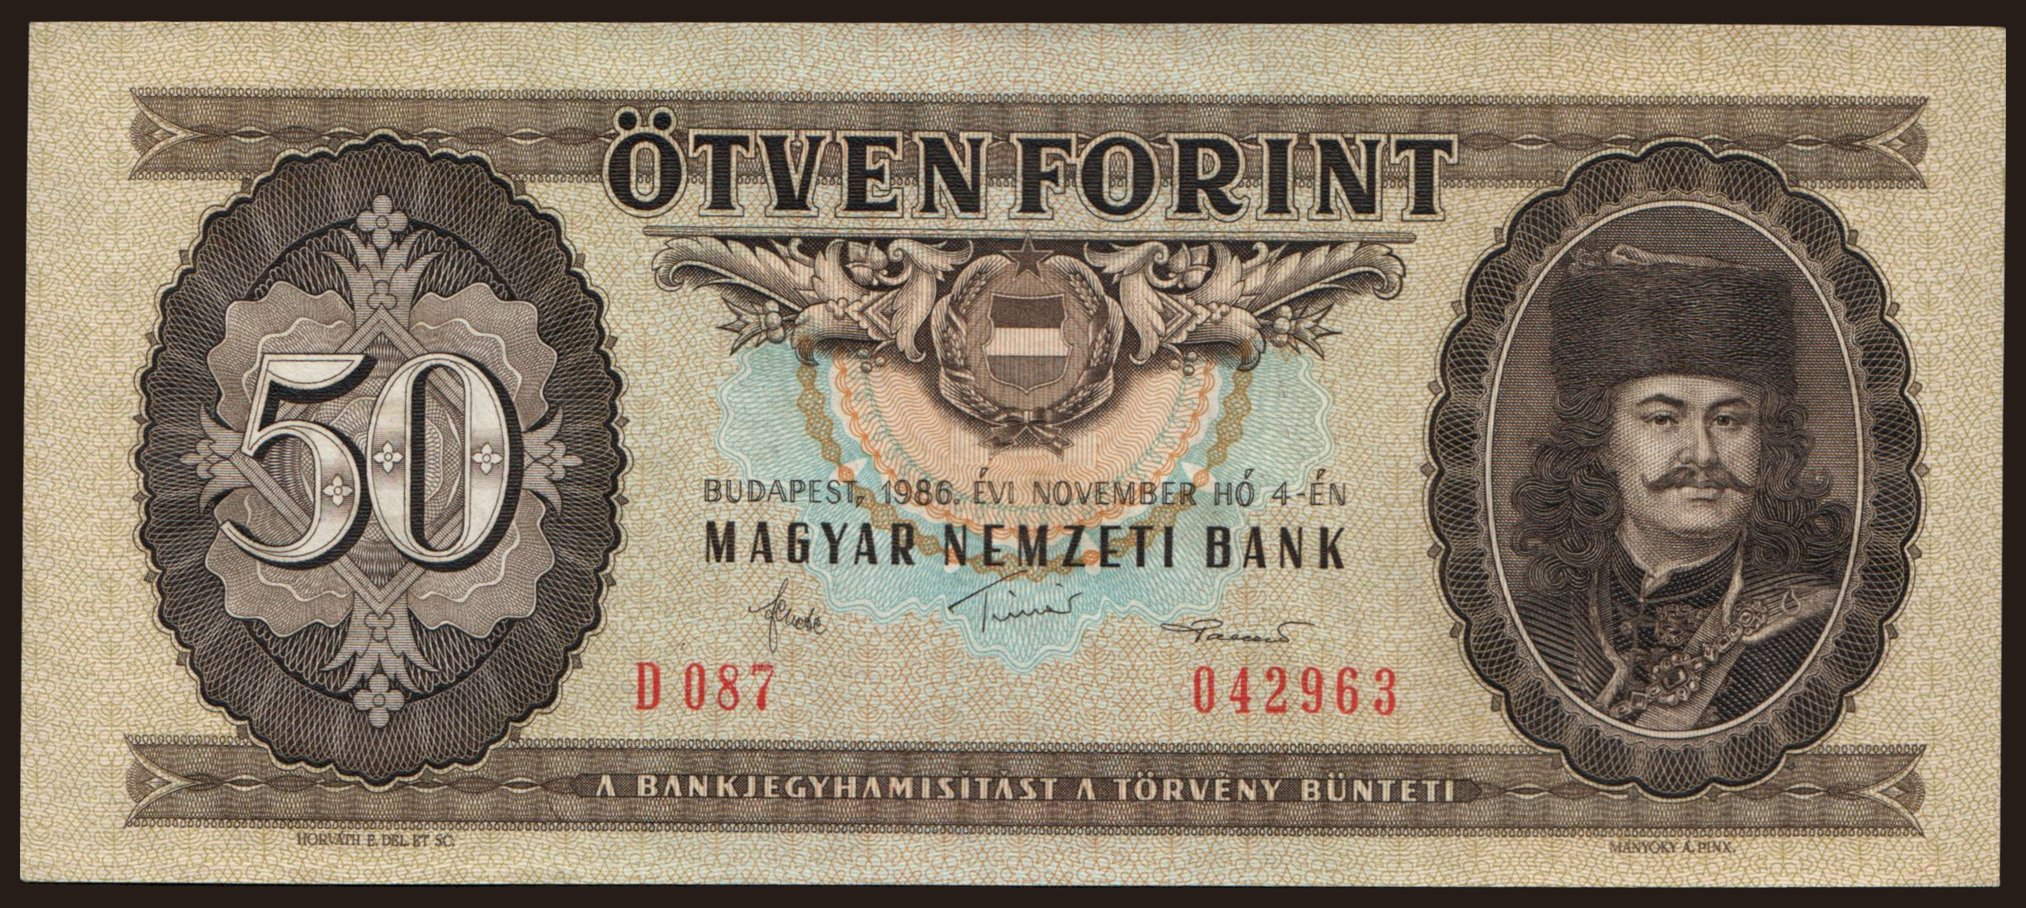 ÖTVEN FORINT
50
BUDAPEST, 1986. ÉVI NOVEMBER HÓ 4-ÉN
MAGYAR NEMZETI BANK
D 087 042963
A BANKJEGYHAMISÍTÁST A TÖRVÉNY BÜNTETI
HORVÁTH E. DEL. ET SC. MÁNYOKY Á. PINX.